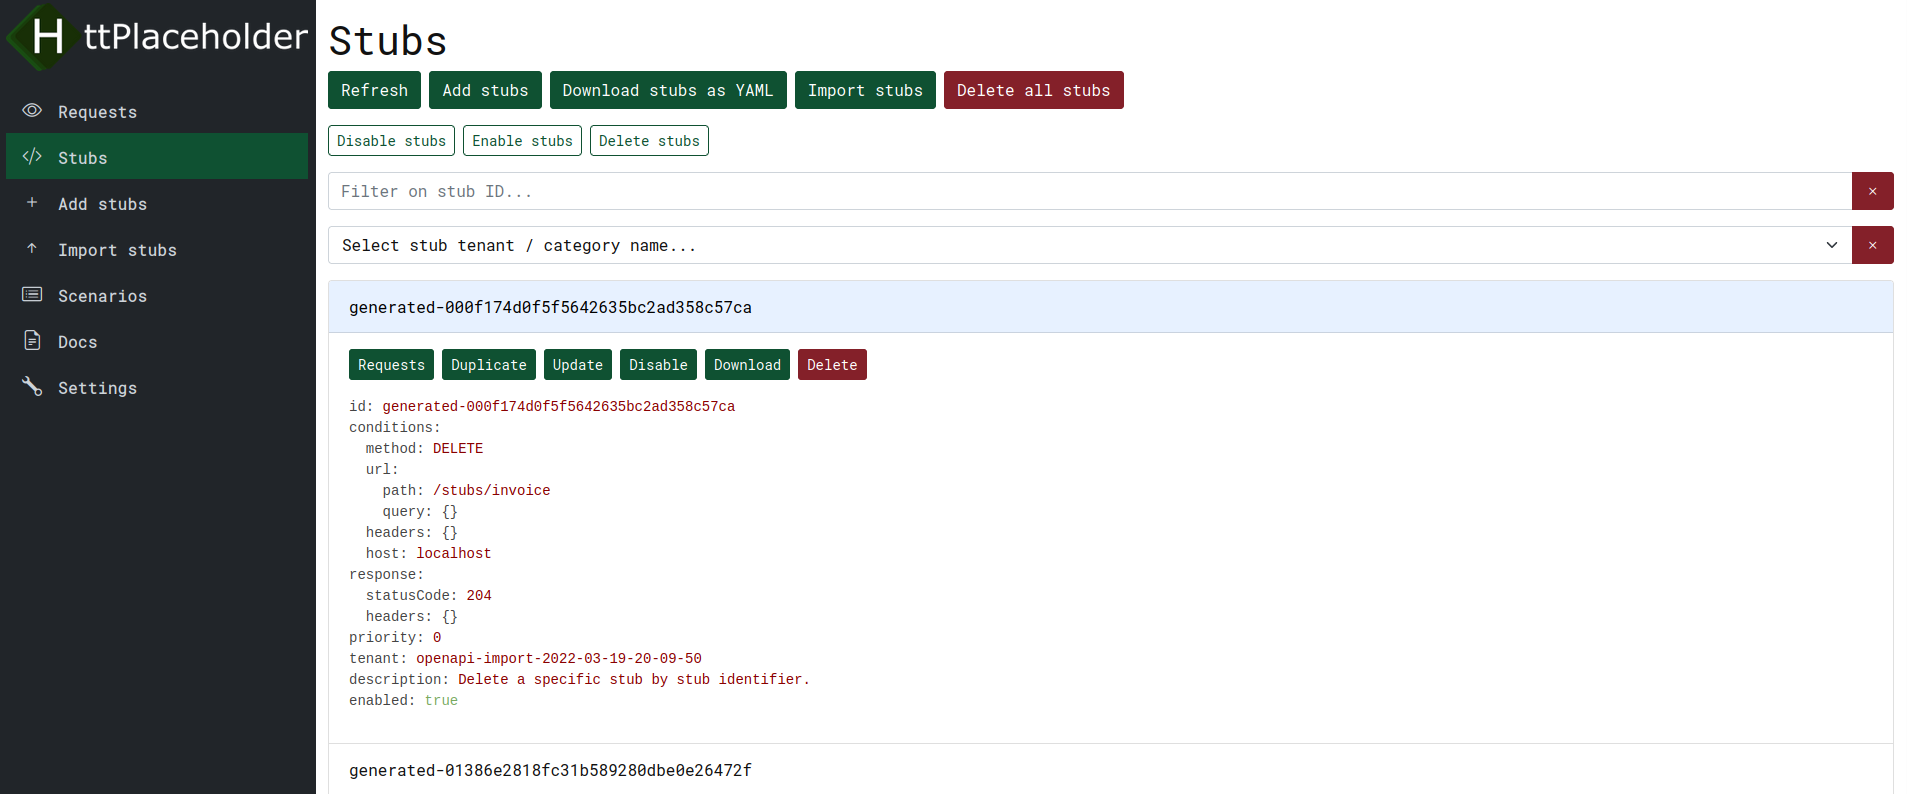 HttPlaceholder
Requests
Stubs
Add stubs
Import stubs
Scenarios
Docs
Settings
Stubs
Refresh Add stubs Download stubs as YAML Import stubs Delete all stubs
Disable stubs Enable stubs Delete stubs
Filter on stub ID... ×
Select stub tenant / category name... ×
generated-000f174d0f5f5642635bc2ad358c57ca
Requests Duplicate Update Disable Download Delete
id: generated-000f174d0f5f5642635bc2ad358c57ca
conditions:
  method: DELETE
  url:
    path: /stubs/invoice
    query: {}
  headers: {}
  host: localhost
response:
  statusCode: 204
  headers: {}
priority: 0
tenant: openapi-import-2022-03-19-20-09-50
description: Delete a specific stub by stub identifier.
enabled: true
generated-01386e2818fc31b589280dbe0e26472f